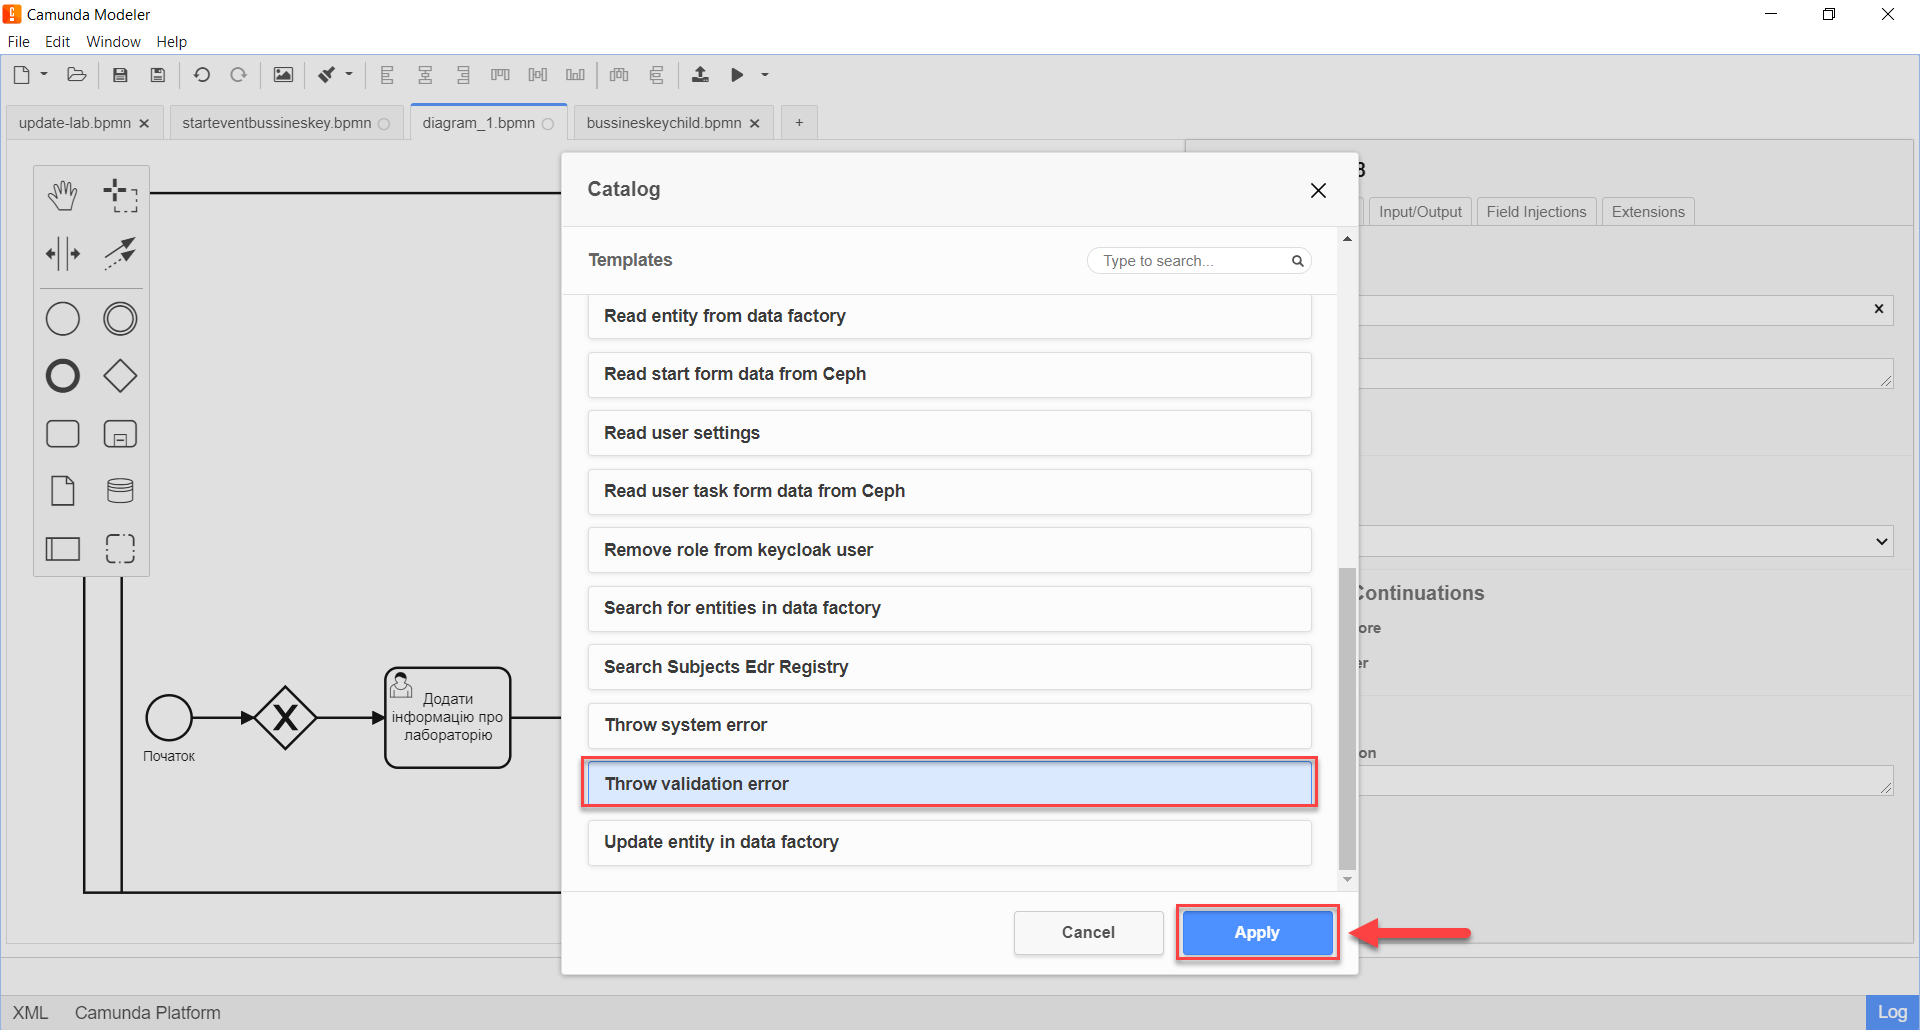 Camunda Modeler
File Edit Window Help
update-lab.bpmn
starteventbussineskey.bpmn
diagram_1.bpmn
bussineskeychild.bpmn
+
Catalog
Templates
Type to search...
Read entity from data factory
Read start form data from Ceph
Read user settings
Read user task form data from Ceph
Remove role from keycloak user
Search for entities in data factory
Search Subjects Edr Registry
Throw system error
Throw validation error
Update entity in data factory
Cancel
Apply
Input/Output
Field Injections
Extensions
Continuations
ore
er
on
Початок
Додати
інформацію про
лабораторію
XML
Camunda Platform
Log